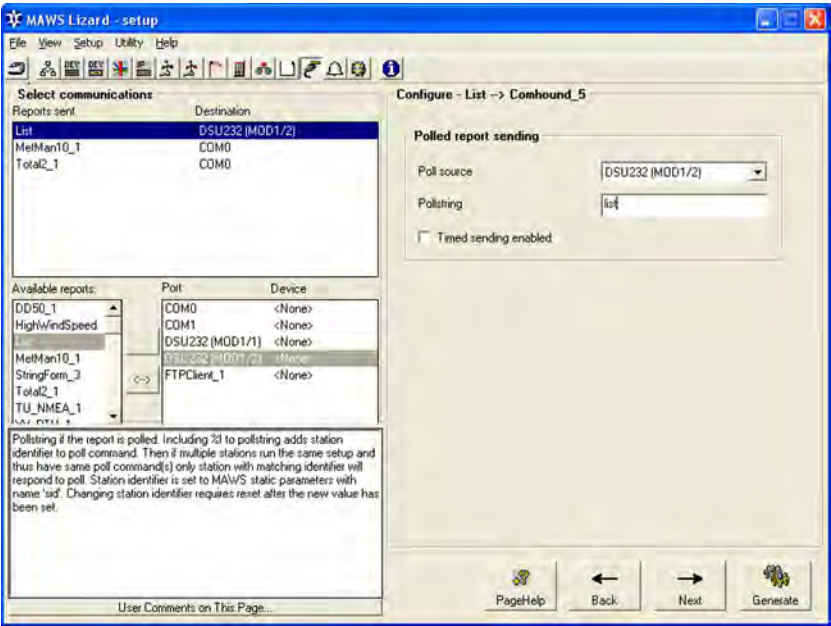 MAWS Lizard - setup
File View Setup Utility Help
Select communications
Reports sent Destination
List DSU232 (MOD1/2)
MetMan10_1 COM0
Total2_1 COM0
Available reports: Port Device
DD50_1 COM0 <None>
HighWindSpeed COM1 <None>
List DSU232 (MOD1/1) <None>
MetMan10_1 DSU232 (MOD1/2) <None>
StringForm_3 FTPClient_1 <None>
Total2_1
TU_NMEA_1
<-->
Pollstring if the report is polled. Including %I to pollstring adds station
identifier to poll command. Then if multiple stations run the same setup and
thus have same poll command(s) only station with matching identifier will
respond to poll. Station identifier is set to MAWS static parameters with
name 'sid'. Changing station identifier requires reset after the new value has
been set.
User Comments on This Page...
Configure - List --> Comhound_5
Polled report sending
Poll source DSU232 (MOD1/2)
Pollstring list
Timed sending enabled
PageHelp Back Next Generate